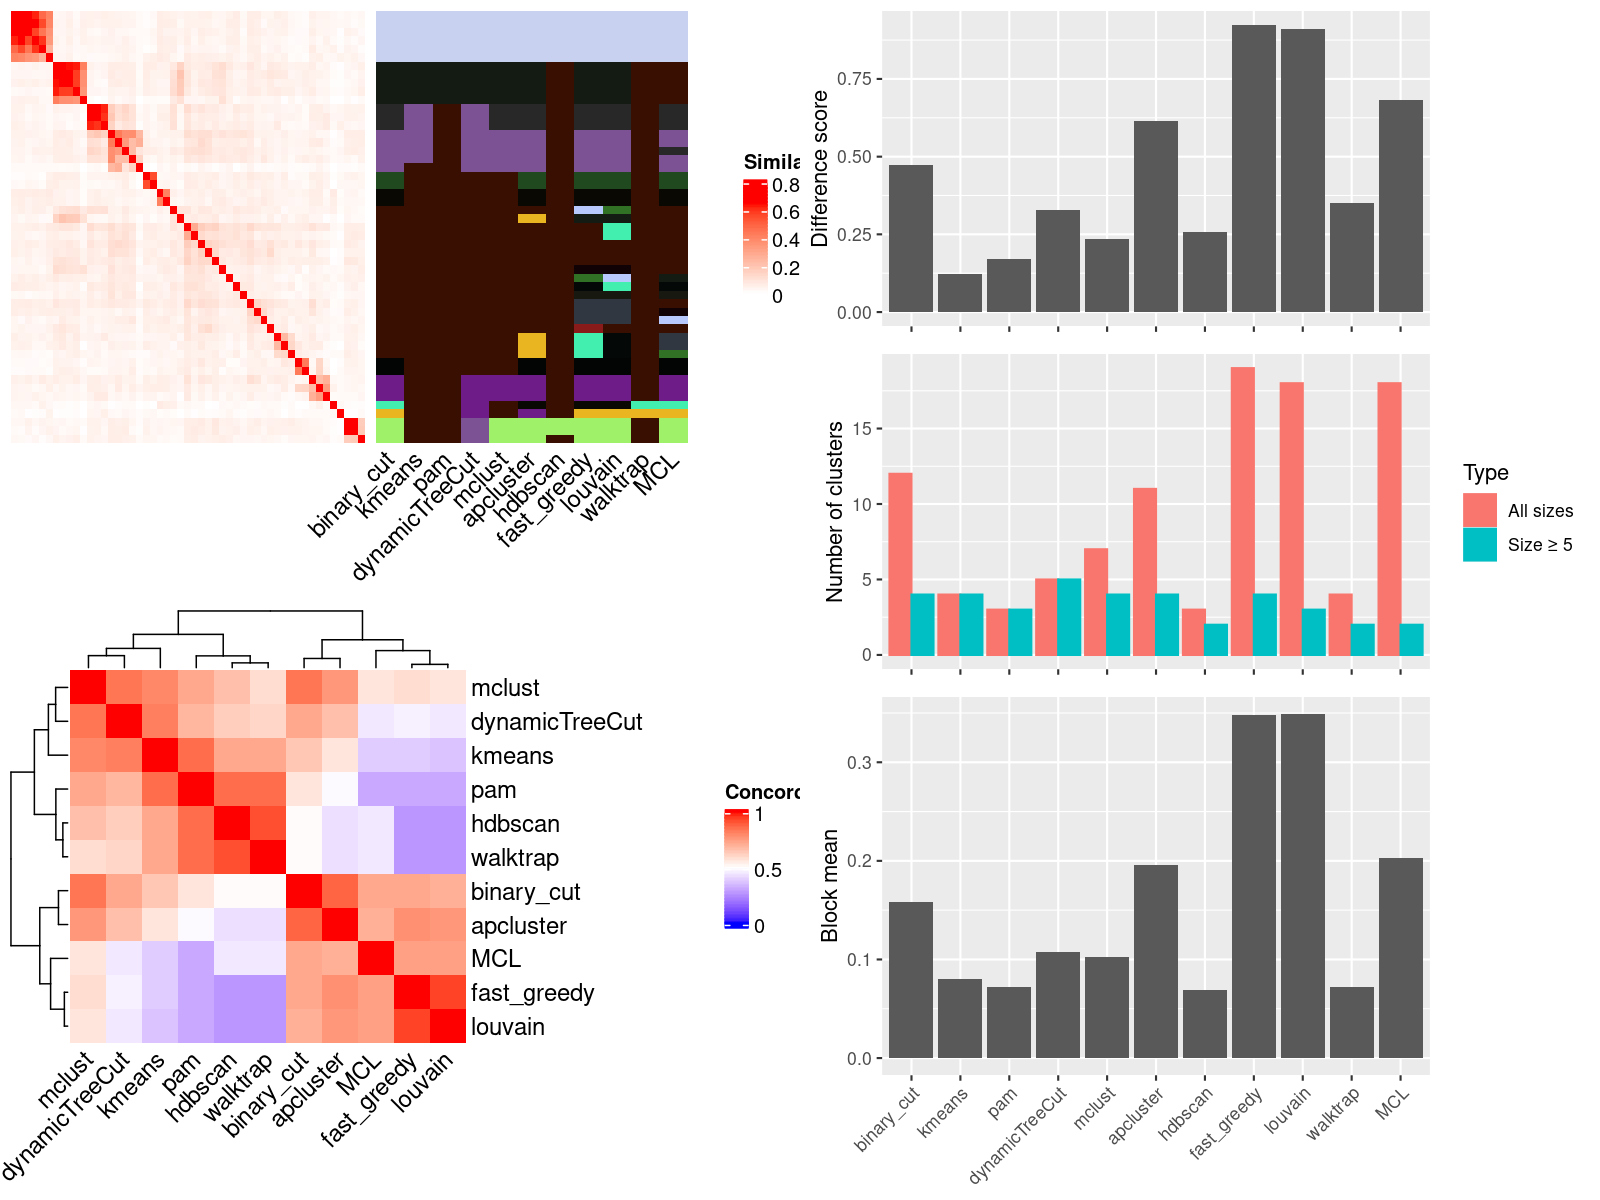 Simila
0.8
0.6
0.4
0.2
0
binary_cut
kmeans
pam
dynamicTreeCut
mclust
apcluster
hdbscan
fast_greedy
louvain
walktrap
MCL
mclust
dynamicTreeCut
kmeans
pam
hdbscan
walktrap
binary_cut
apcluster
MCL
fast_greedy
louvain
mclust
dynamicTreeCut
kmeans
pam
hdbscan
walktrap
binary_cut
apcluster
MCL
fast_greedy
louvain
Concord
1
0.5
0
Difference score
0.75
0.50
0.25
0.00
Number of clusters
15
10
5
0
Type
All sizes
Size ≥ 5
Block mean
0.3
0.2
0.1
0.0
binary_cut
kmeans
pam
dynamicTreeCut
mclust
apcluster
hdbscan
fast_greedy
louvain
walktrap
MCL